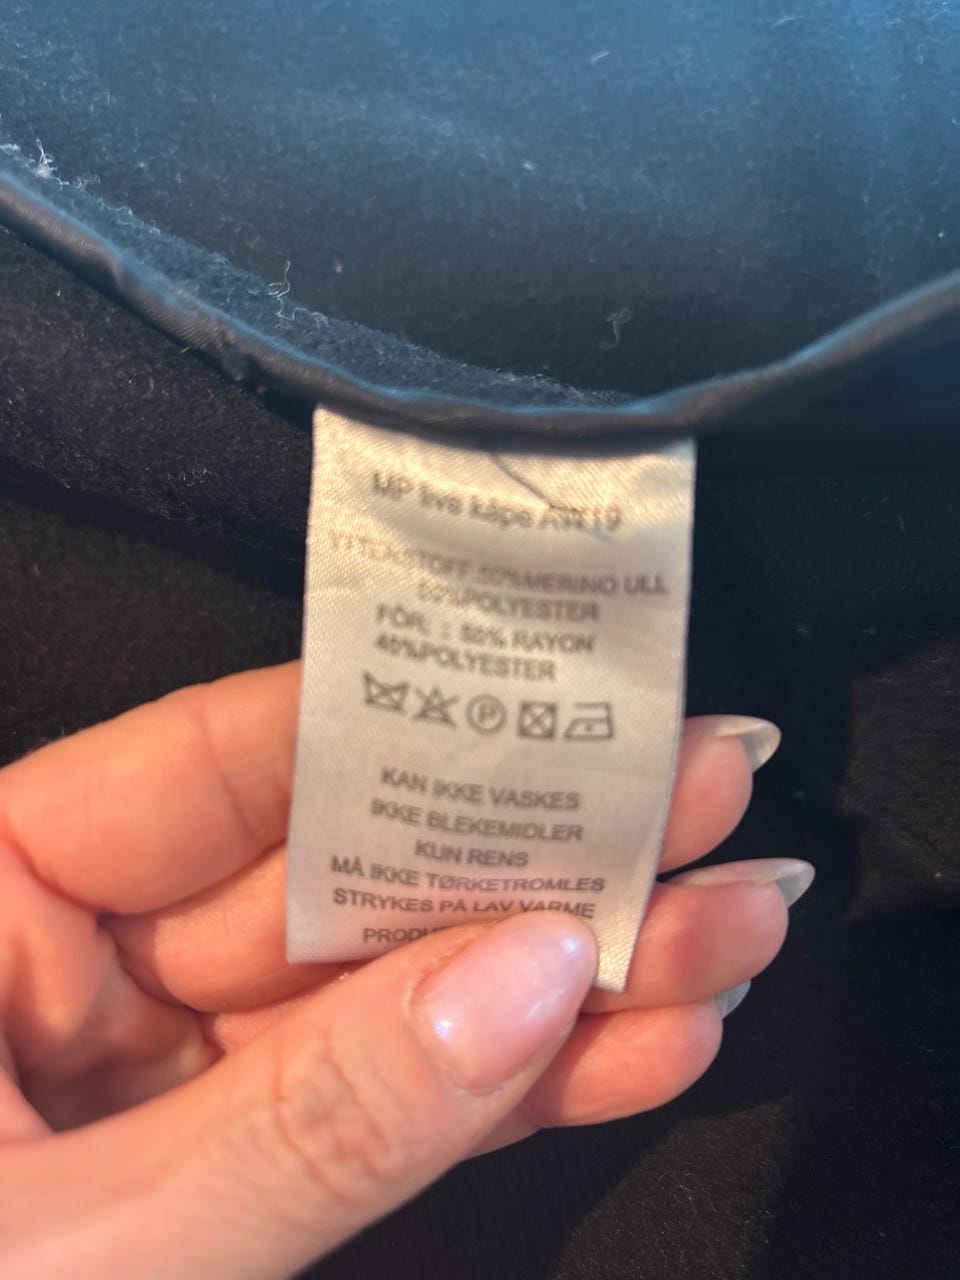 MP live kåpe AW19
YTTERSTOFF:50%MERINO ULL
50%POLYESTER
FÔR: : 55% RAYON
45%POLYESTER
P
KAN IKKE VASKES
IKKE BLEKEMIDLER
KUN RENS
MÅ IKKE TØRKETROMLES
STRYKES PÅ LAV VARME